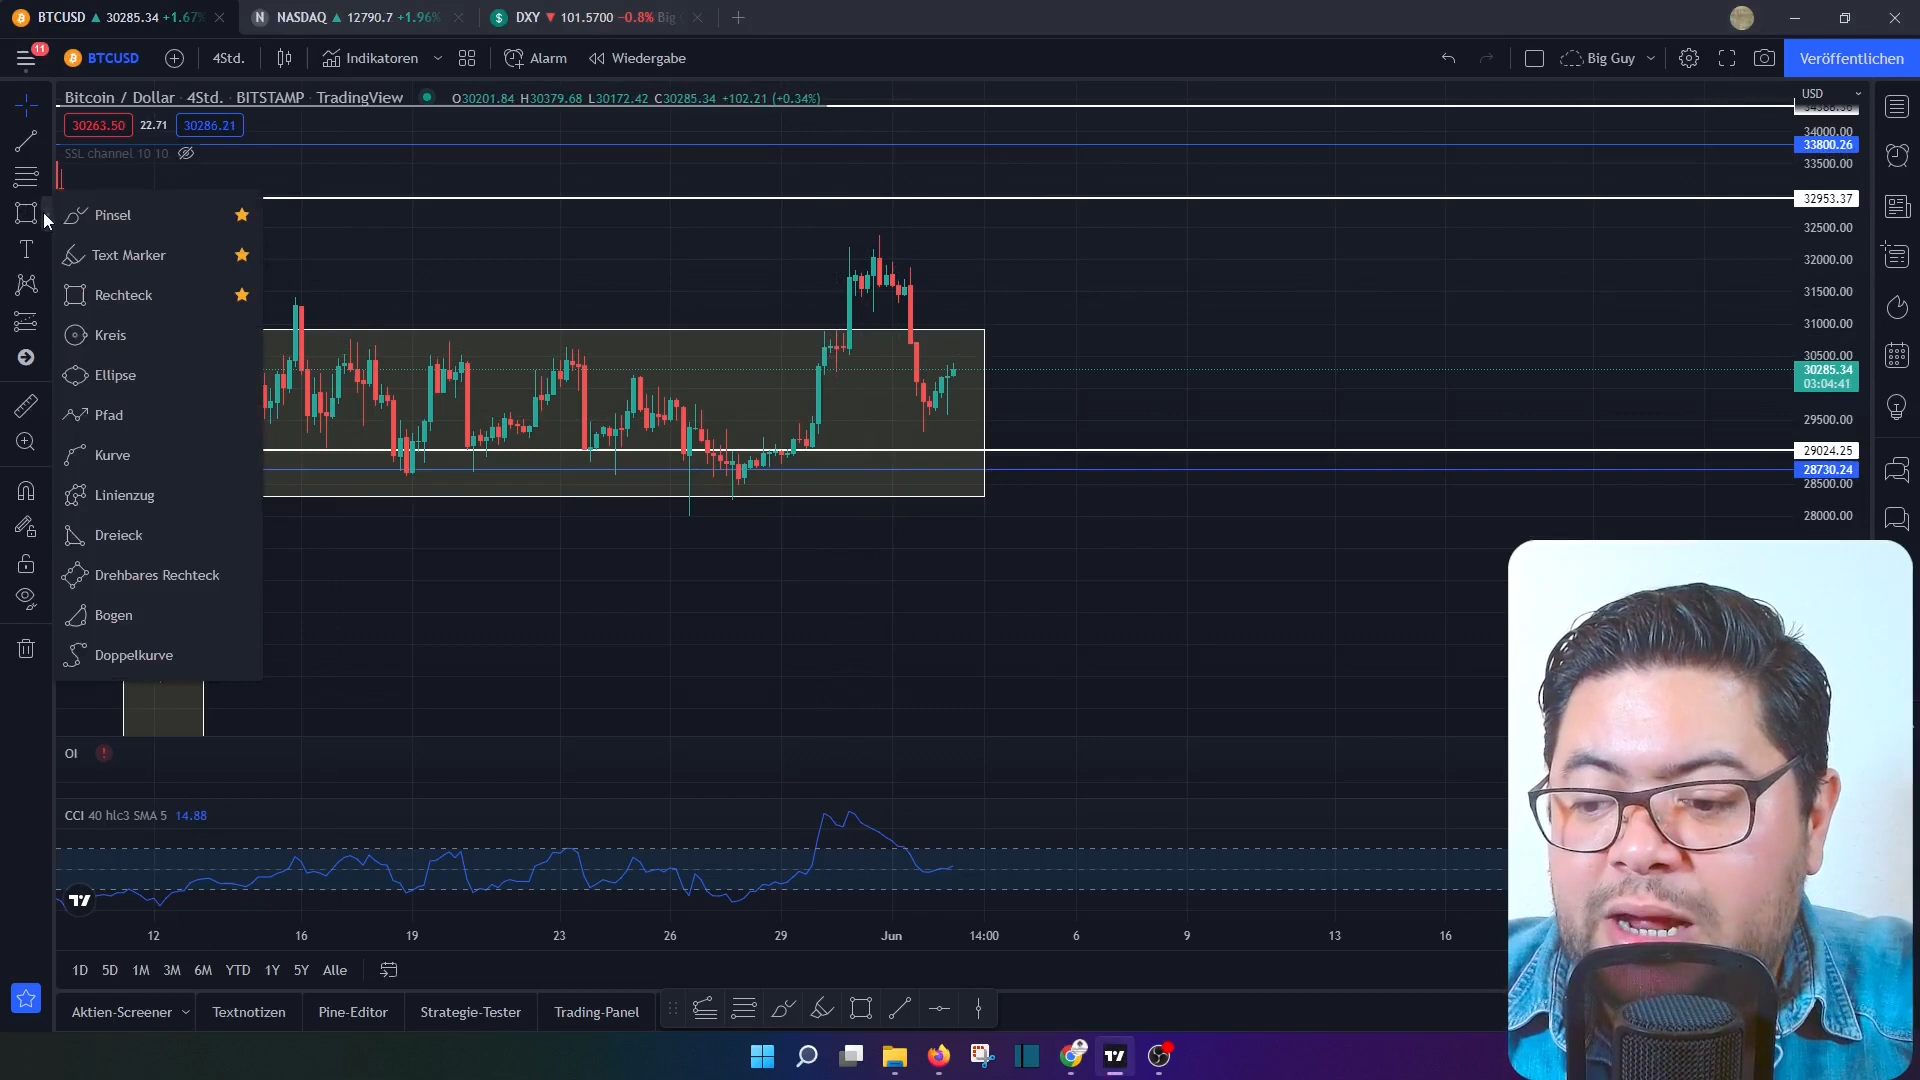 BTCUSD ▲ 30285.34 +1.67%
NASDAQ ▲ 12790.7 +1.96%
DXY ▼ 101.5700 −0.8% Big
11
BTCUSD
4Std.
Indikatoren
Alarm
Wiedergabe
Big Guy
Veröffentlichen
Bitcoin / Dollar · 4Std. · BITSTAMP · TradingView
O30201.84 H30379.68 L30172.42 C30285.34 +102.21 (+0.34%)
USD
30263.50 22.71 30286.21
SSL channel 10 10
34000.00
33800.26
33500.00
32953.37
32500.00
32000.00
31500.00
31000.00
30500.00
30285.34
03:04:41
29500.00
29024.25
28730.24
28500.00
28000.00
Pinsel
Text Marker
Rechteck
Kreis
Ellipse
Pfad
Kurve
Linienzug
Dreieck
Drehbares Rechteck
Bogen
Doppelkurve
OI
CCI 40 hlc3 SMA 5 14.88
12 16 19 23 26 29 Jun 14:00 6 9 13 16
1D 5D 1M 3M 6M YTD 1Y 5Y Alle
Aktien-Screener
Textnotizen
Pine-Editor
Strategie-Tester
Trading-Panel